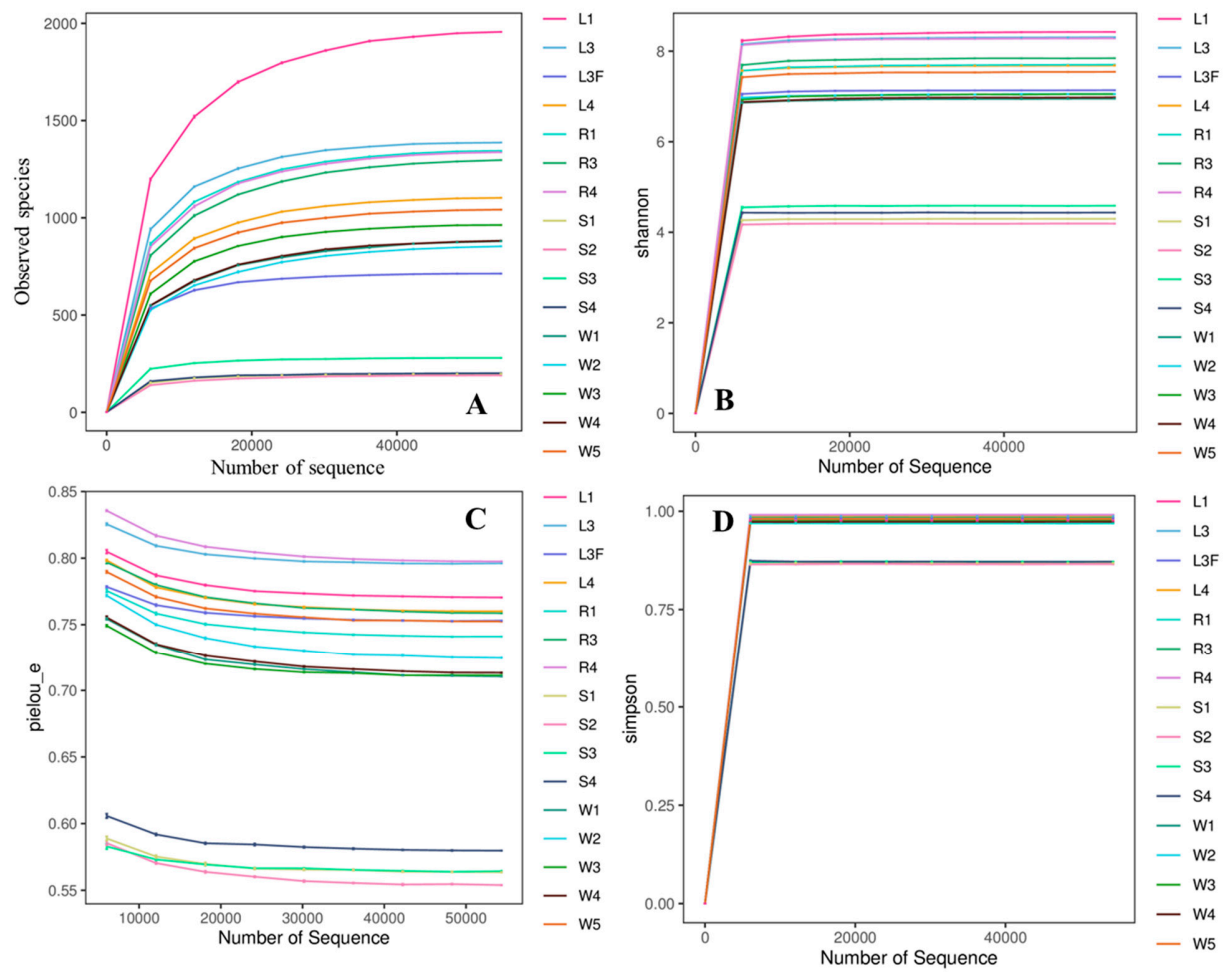 2000
1500
1000
500
0
Observed species
0
20000
40000
Number of sequence
A
L1
L3
L3F
L4
R1
R3
R4
S1
S2
S3
S4
W1
W2
W3
W4
W5
8
6
4
2
0
shannon
0
20000
40000
Number of Sequence
B
L1
L3
L3F
L4
R1
R3
R4
S1
S2
S3
S4
W1
W2
W3
W4
W5
0.85
0.80
0.75
0.70
0.65
0.60
0.55
pielou_e
10000
20000
30000
40000
50000
Number of Sequence
C
L1
L3
L3F
L4
R1
R3
R4
S1
S2
S3
S4
W1
W2
W3
W4
W5
1.00
0.75
0.50
0.25
0.00
simpson
0
20000
40000
Number of Sequence
D
L1
L3
L3F
L4
R1
R3
R4
S1
S2
S3
S4
W1
W2
W3
W4
W5